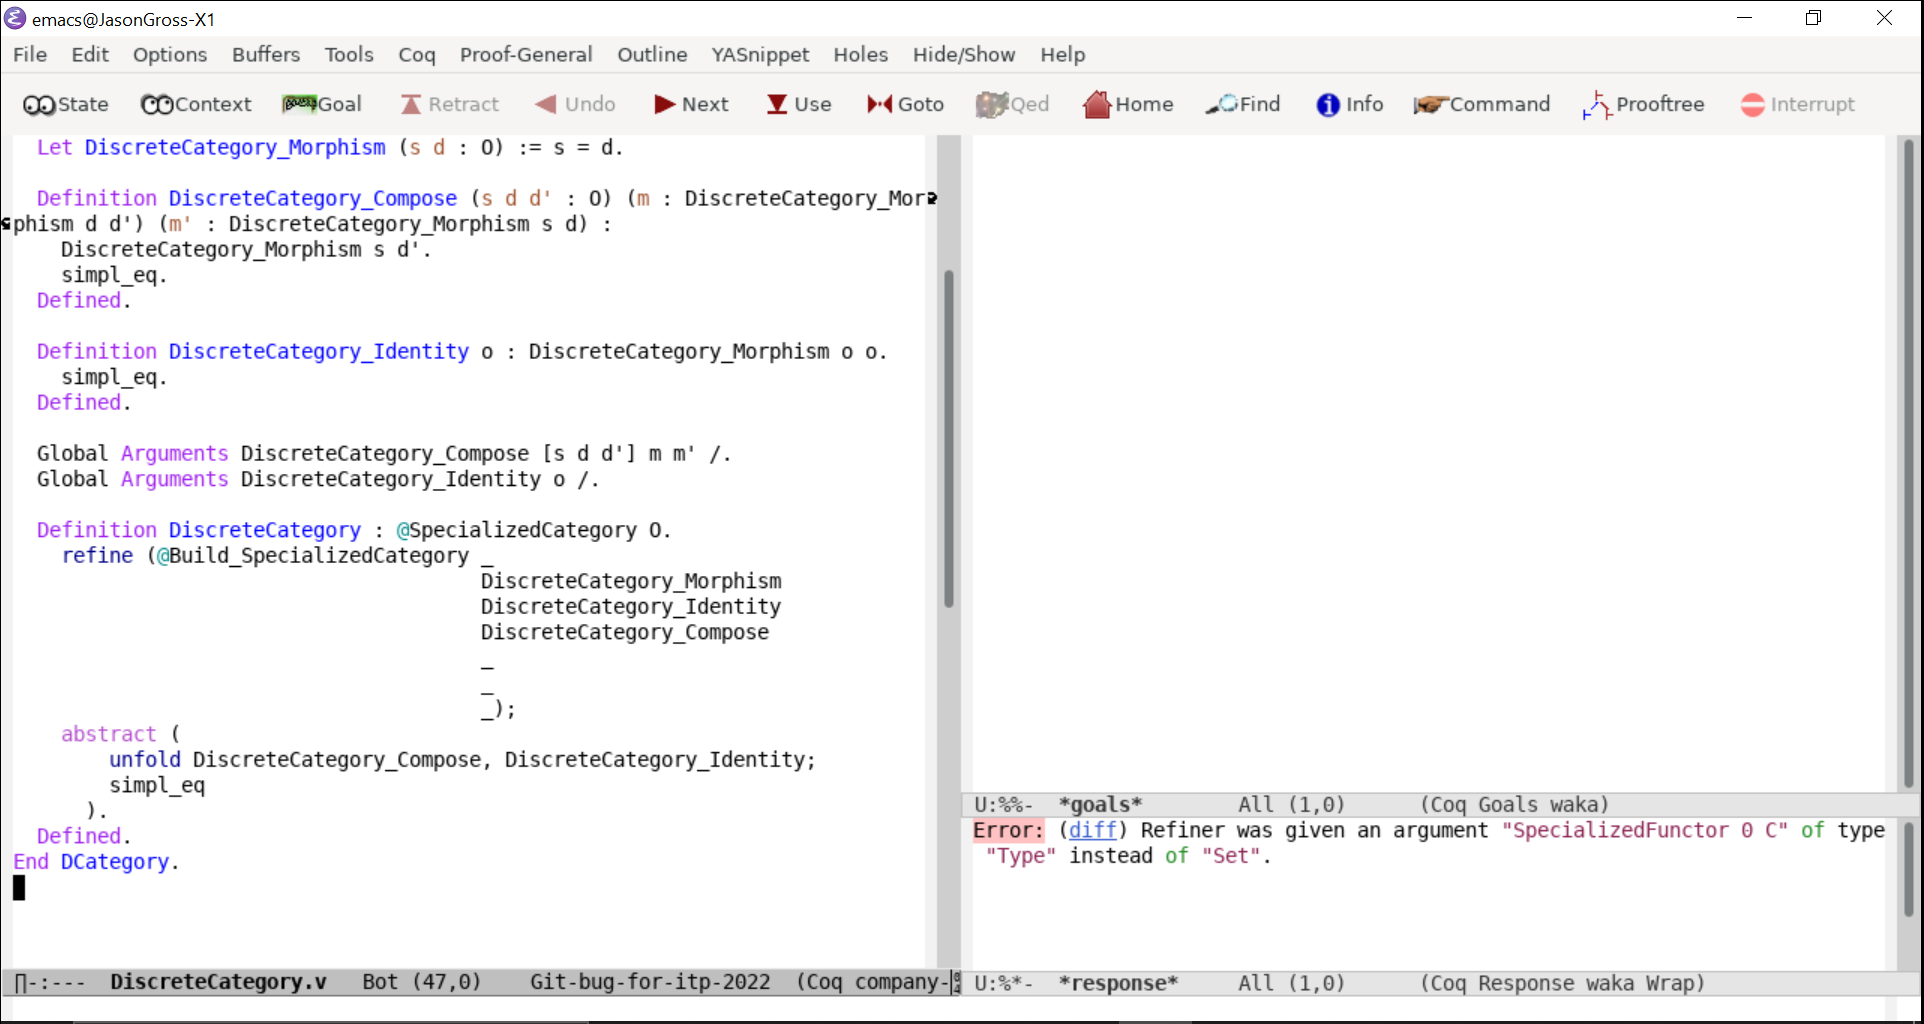 emacs@JasonGross-X1
File Edit Options Buffers Tools Coq Proof-General Outline YASnippet Holes Hide/Show Help
State Context Goal Retract Undo Next Use Goto Qed Home Find Info Command Prooftree Interrupt
Let DiscreteCategory_Morphism (s d : O) := s = d.
Definition DiscreteCategory_Compose (s d d' : O) (m : DiscreteCategory_Mor
phism d d') (m' : DiscreteCategory_Morphism s d) :
DiscreteCategory_Morphism s d'.
simpl_eq.
Defined.
Definition DiscreteCategory_Identity o : DiscreteCategory_Morphism o o.
simpl_eq.
Defined.
Global Arguments DiscreteCategory_Compose [s d d'] m m' /.
Global Arguments DiscreteCategory_Identity o /.
Definition DiscreteCategory : @SpecializedCategory O.
refine (@Build_SpecializedCategory _
DiscreteCategory_Morphism
DiscreteCategory_Identity
DiscreteCategory_Compose
_
_
_);
abstract (
unfold DiscreteCategory_Compose, DiscreteCategory_Identity;
simpl_eq
).
Defined.
End DCategory.
∏-:--- DiscreteCategory.v Bot (47,0) Git-bug-for-itp-2022 (Coq company-
U:%%- *goals* All (1,0) (Coq Goals waka)
Error: (diff) Refiner was given an argument "SpecializedFunctor 0 C" of type
"Type" instead of "Set".
U:%*- *response* All (1,0) (Coq Response waka Wrap)